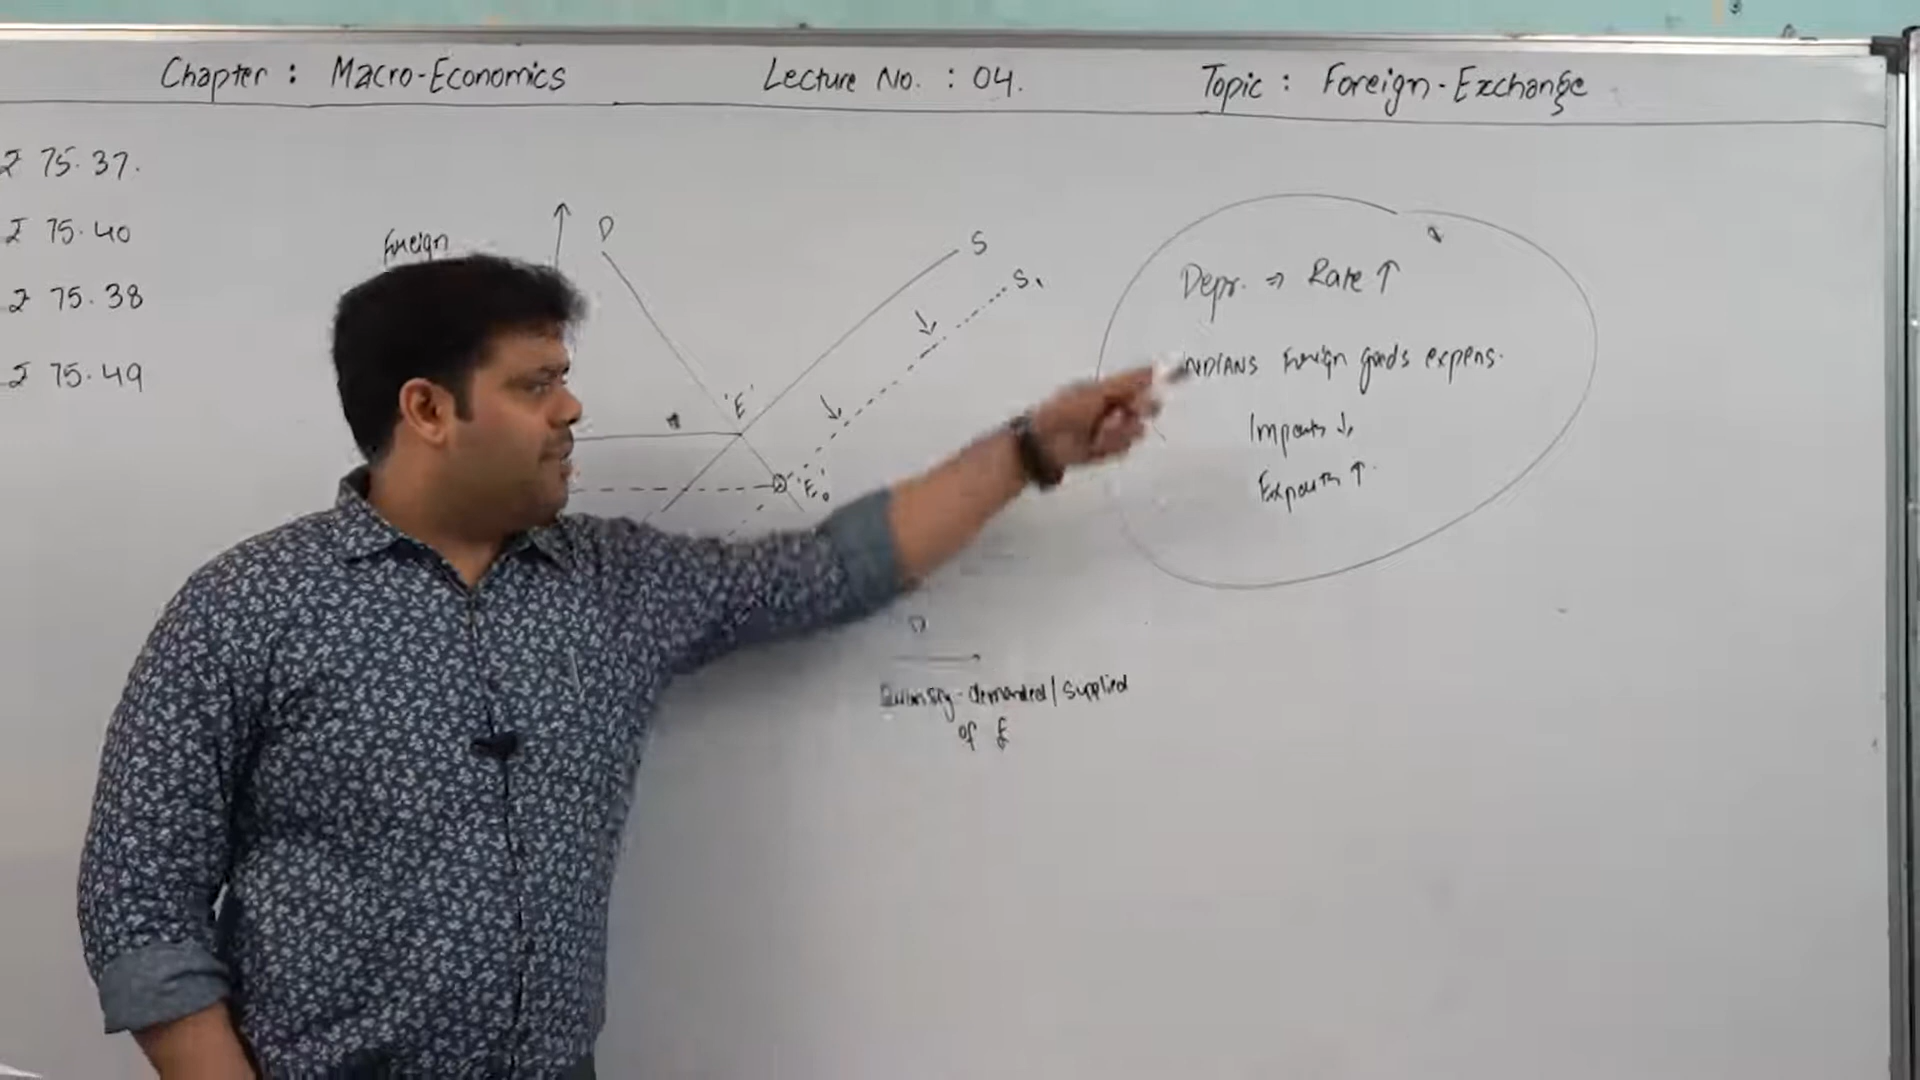 Chapter : Macro-Economics Lecture No. : 04. Topic : Foreign-Exchange
₹ 75.37.
₹ 75.40
₹ 75.38
₹ 75.49
Foreign
D
S
S₁
'E'
'E₁'
D
Quantity-demanded/supplied
of £
Depr. ⇒ Rate ↑
INDIANS Foreign goods expens.
Imports ↓
Exports ↑